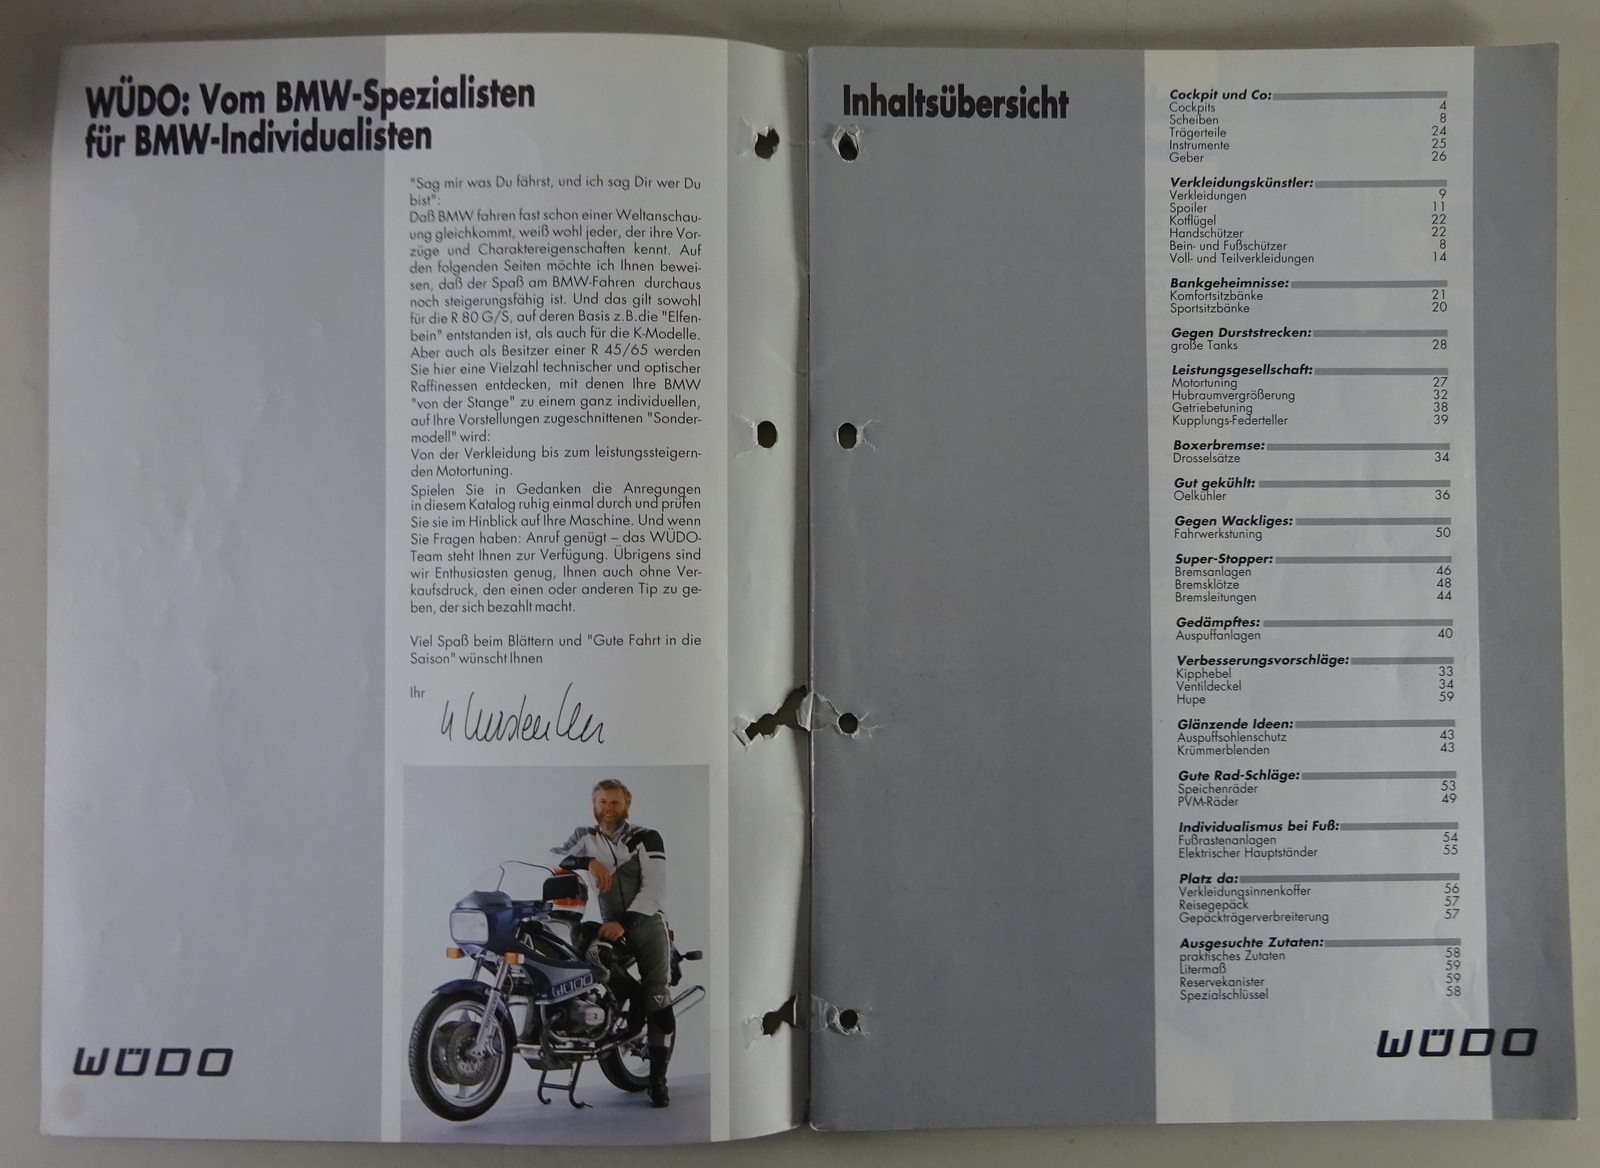 WÜDO: Vom BMW-Spezialisten
für BMW-Individualisten
"Sag mir was Du fährst, und ich sag Dir wer Du
bist":
Daß BMW fahren fast schon einer Weltanschau-
ung gleichkommt, weiß wohl jeder, der ihre Vor-
züge und Charaktereigenschaften kennt. Auf
den folgenden Seiten möchte ich Ihnen bewei-
sen, daß der Spaß am BMW-Fahren durchaus
noch steigerungsfähig ist. Und das gilt sowohl
für die R 80 G/S, auf deren Basis z.B.die "Elfen-
bein" entstanden ist, als auch für die K-Modelle.
Aber auch als Besitzer einer R 45/65 werden
Sie hier eine Vielzahl technischer und optischer
Raffinessen entdecken, mit denen Ihre BMW
"von der Stange" zu einem ganz individuellen,
auf Ihre Vorstellungen zugeschnittenen "Sonder-
modell" wird:
Von der Verkleidung bis zum leistungssteigern-
den Motortuning.
Spielen Sie in Gedanken die Anregungen
in diesem Katalog ruhig einmal durch und prüfen
Sie sie im Hinblick auf Ihre Maschine. Und wenn
Sie Fragen haben: Anruf genügt – das WÜDO-
Team steht Ihnen zur Verfügung. Übrigens sind
wir Enthusiasten genug, Ihnen auch ohne Ver-
kaufsdruck, den einen oder anderen Tip zu ge-
ben, der sich bezahlt macht.
Viel Spaß beim Blättern und "Gute Fahrt in die
Saison" wünscht Ihnen
Ihr
WÜDO
WÜDO
Inhaltsübersicht
Cockpit und Co:
Cockpits 4
Scheiben 8
Trägerteile 24
Instrumente 25
Geber 26
Verkleidungskünstler:
Verkleidungen 9
Spoiler 11
Kotflügel 22
Handschützer 22
Bein- und Fußschützer 8
Voll- und Teilverkleidungen 14
Bankgeheimnisse:
Komfortsitzbänke 21
Sportsitzbänke 20
Gegen Durststrecken:
große Tanks 28
Leistungsgesellschaft:
Motortuning 27
Hubraumvergrößerung 32
Getriebetuning 38
Kupplungs-Federteller 39
Boxerbremse:
Drosselsätze 34
Gut gekühlt:
Oelkühler 36
Gegen Wackliges:
Fahrwerkstuning 50
Super-Stopper:
Bremsanlagen 46
Bremsklötze 48
Bremsleitungen 44
Gedämpftes:
Auspuffanlagen 40
Verbesserungsvorschläge:
Kipphebel 33
Ventildeckel 34
Hupe 59
Glänzende Ideen:
Auspuffsohlenschutz 43
Krümmerblenden 43
Gute Rad-Schläge:
Speichenräder 53
PVM-Räder 49
Individualismus bei Fuß:
Fußrastenanlagen 54
Elektrischer Hauptständer 55
Platz da:
Verkleidungsinnenkoffer 56
Reisegepäck 57
Gepäckträgerverbreiterung 57
Ausgesuchte Zutaten:
praktisches Zutaten 58
Litermaß 59
Reservekanister 59
Spezialschlüssel 58
WÜDO